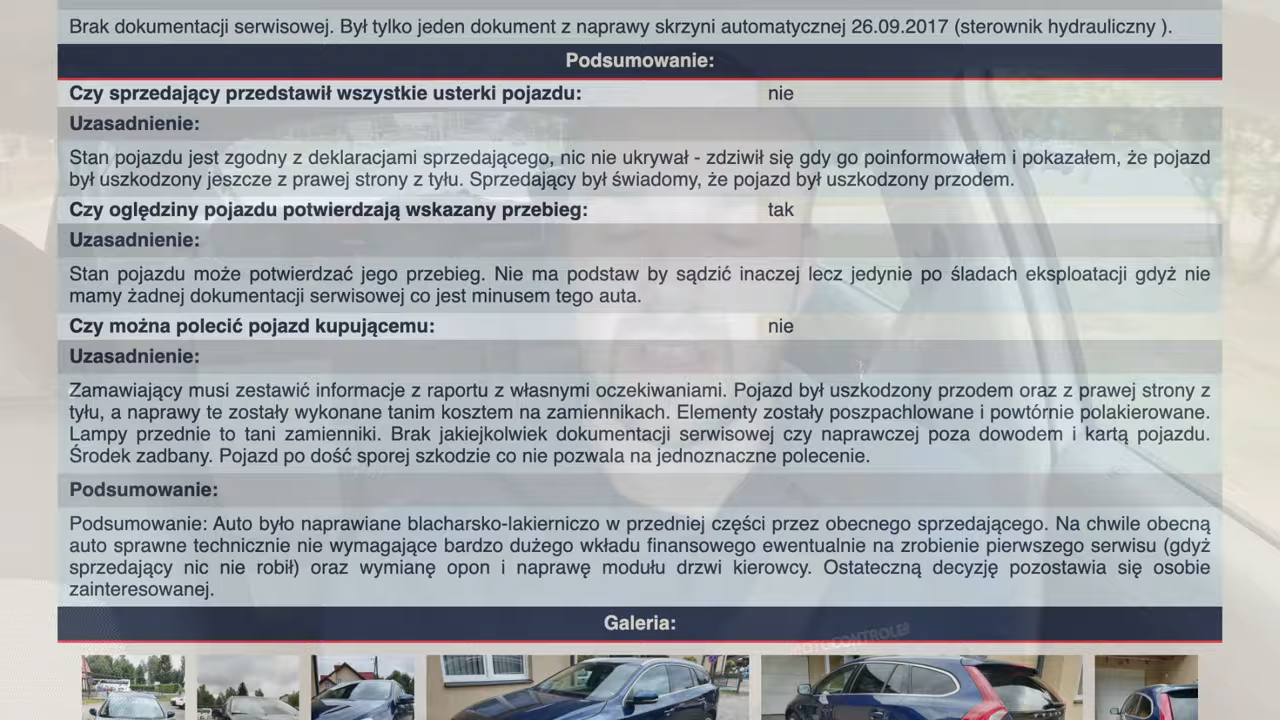 Brak dokumentacji serwisowej. Był tylko jeden dokument z naprawy skrzyni automatycznej 26.09.2017 (sterownik hydrauliczny ).
Podsumowanie:
Czy sprzedający przedstawił wszystkie usterki pojazdu: nie
Uzasadnienie:
Stan pojazdu jest zgodny z deklaracjami sprzedającego, nic nie ukrywał - zdziwił się gdy go poinformowałem i pokazałem, że pojazd
był uszkodzony jeszcze z prawej strony z tyłu. Sprzedający był świadomy, że pojazd był uszkodzony przodem.
Czy oględziny pojazdu potwierdzają wskazany przebieg: tak
Uzasadnienie:
Stan pojazdu może potwierdzać jego przebieg. Nie ma podstaw by sądzić inaczej lecz jedynie po śladach eksploatacji gdyż nie
mamy żadnej dokumentacji serwisowej co jest minusem tego auta.
Czy można polecić pojazd kupującemu: nie
Uzasadnienie:
Zamawiający musi zestawić informacje z raportu z własnymi oczekiwaniami. Pojazd był uszkodzony przodem oraz z prawej strony z
tyłu, a naprawy te zostały wykonane tanim kosztem na zamiennikach. Elementy zostały poszpachlowane i powtórnie polakierowane.
Lampy przednie to tani zamienniki. Brak jakiejkolwiek dokumentacji serwisowej czy naprawczej poza dowodem i kartą pojazdu.
Środek zadbany. Pojazd po dość sporej szkodzie co nie pozwala na jednoznaczne polecenie.
Podsumowanie:
Podsumowanie: Auto było naprawiane blacharsko-lakierniczo w przedniej części przez obecnego sprzedającego. Na chwile obecną
auto sprawne technicznie nie wymagające bardzo dużego wkładu finansowego ewentualnie na zrobienie pierwszego serwisu (gdyż
sprzedający nic nie robił) oraz wymianę opon i naprawę modułu drzwi kierowcy. Ostateczną decyzję pozostawia się osobie
zainteresowanej.
Galeria: